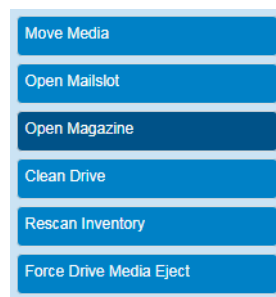 Move Media
Open Mailslot
Open Magazine
Clean Drive
Rescan Inventory
Force Drive Media Eject